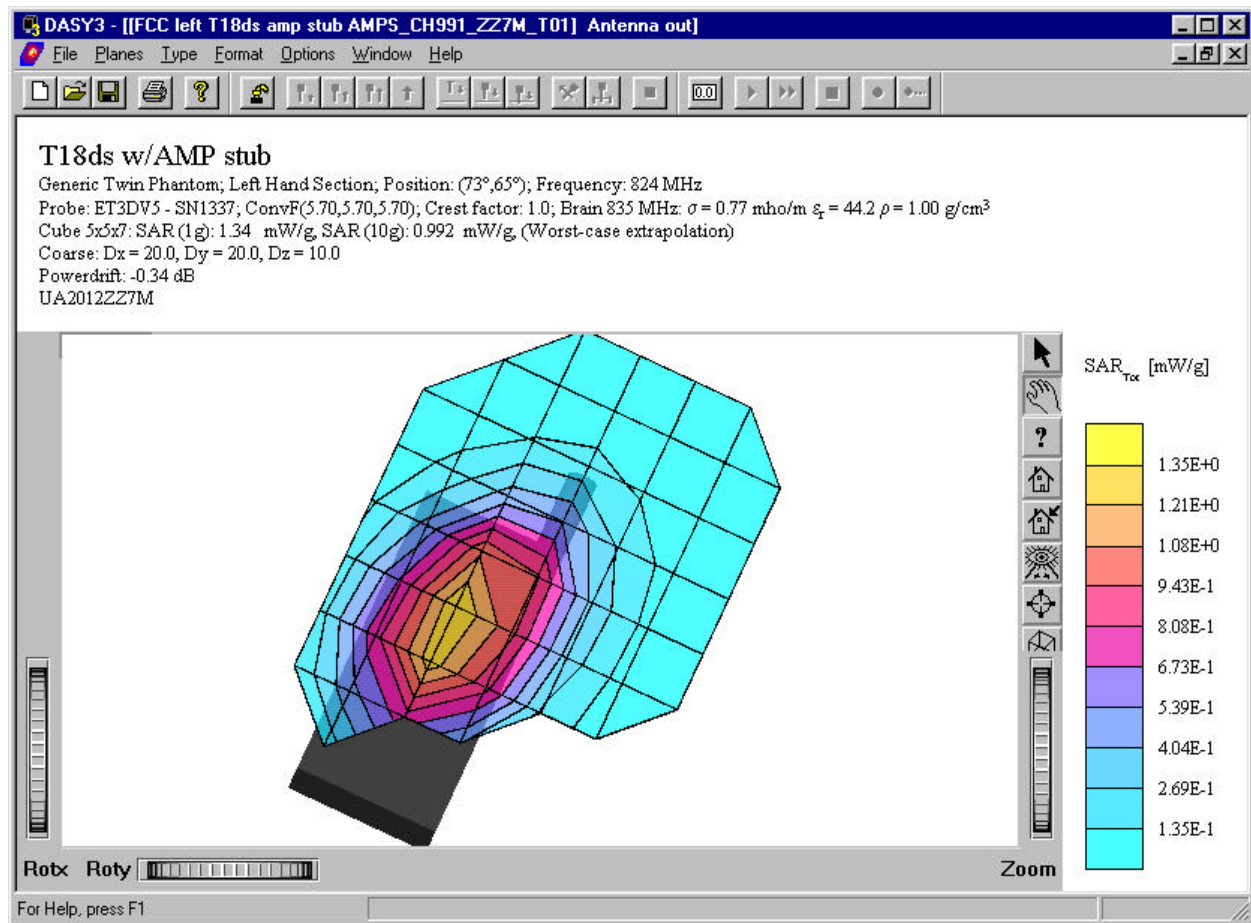 DASY3 - [[FCC left T18ds amp stub AMPS_CH991_ZZ7M_T01] Antenna out]
File Planes Type Format Options Window Help
0.0
T18ds w/AMP stub
Generic Twin Phantom; Left Hand Section; Position: (73°,65°); Frequency: 824 MHz
Probe: ET3DV5 - SN1337; ConvF(5.70,5.70,5.70); Crest factor: 1.0; Brain 835 MHz: σ = 0.77 mho/m εr = 44.2 ρ = 1.00 g/cm³
Cube 5x5x7: SAR (1g): 1.34 mW/g, SAR (10g): 0.992 mW/g, (Worst-case extrapolation)
Coarse: Dx = 20.0, Dy = 20.0, Dz = 10.0
Powerdrift: -0.34 dB
UA2012ZZ7M
SARTot [mW/g]
1.35E+0
1.21E+0
1.08E+0
9.43E-1
8.08E-1
6.73E-1
5.39E-1
4.04E-1
2.69E-1
1.35E-1
Rotx Roty Zoom
For Help, press F1